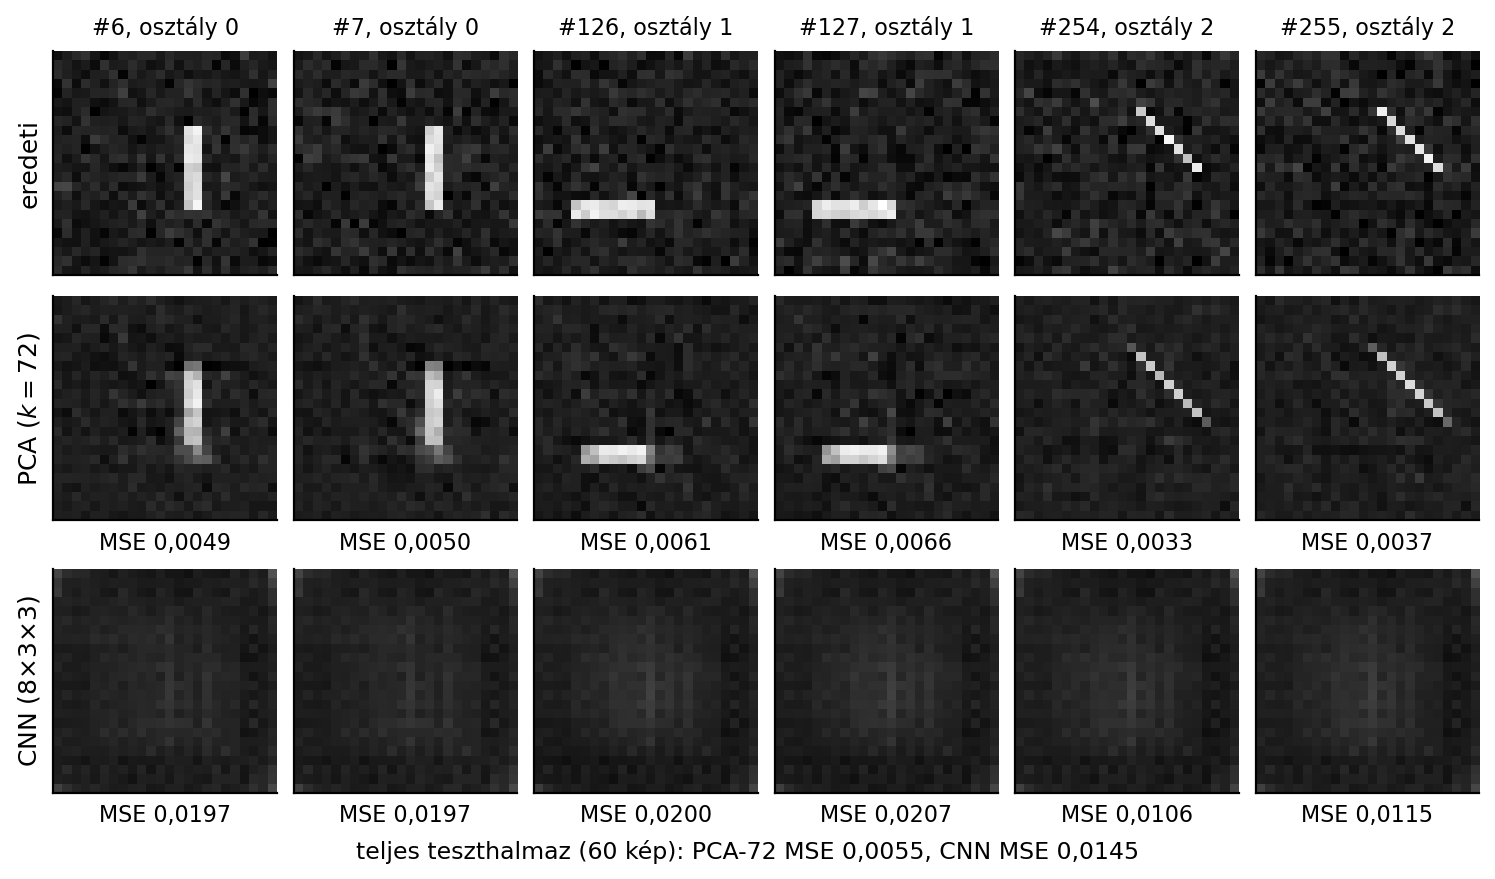 #6, osztály 0
#7, osztály 0
#126, osztály 1
#127, osztály 1
#254, osztály 2
#255, osztály 2
eredeti
PCA (k = 72)
MSE 0,0049
MSE 0,0050
MSE 0,0061
MSE 0,0066
MSE 0,0033
MSE 0,0037
CNN (8×3×3)
MSE 0,0197
MSE 0,0197
MSE 0,0200
MSE 0,0207
MSE 0,0106
MSE 0,0115
teljes teszthalmaz (60 kép): PCA-72 MSE 0,0055, CNN MSE 0,0145